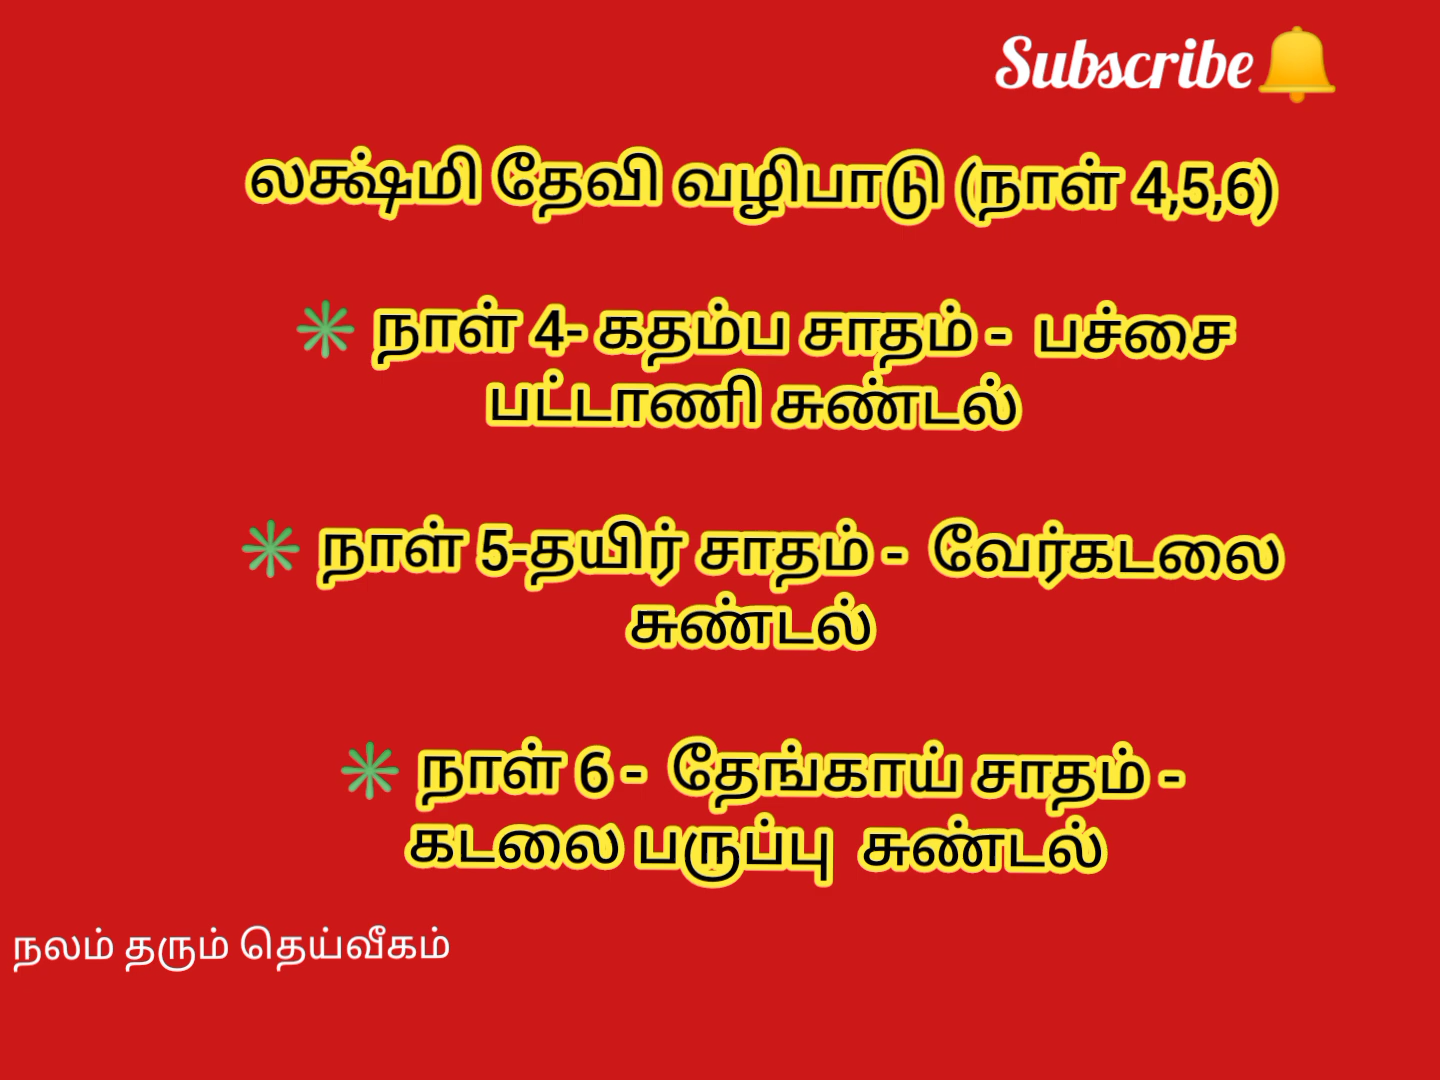 Subscribe
லக்ஷ்மி தேவி வழிபாடு (நாள் 4,5,6)
✳ நாள் 4- கதம்ப சாதம் - பச்சை
பட்டாணி சுண்டல்
✳ நாள் 5-தயிர் சாதம் - வேர்கடலை
சுண்டல்
✳ நாள் 6 - தேங்காய் சாதம் -
கடலை பருப்பு சுண்டல்
நலம் தரும் தெய்வீகம்